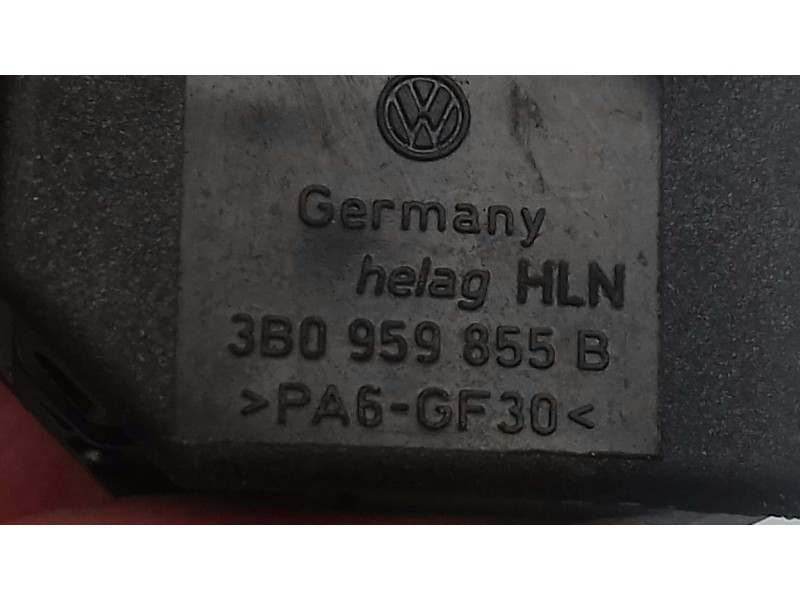 Germany
helag HLN
3B0 959 855 B
>PA6-GF30<